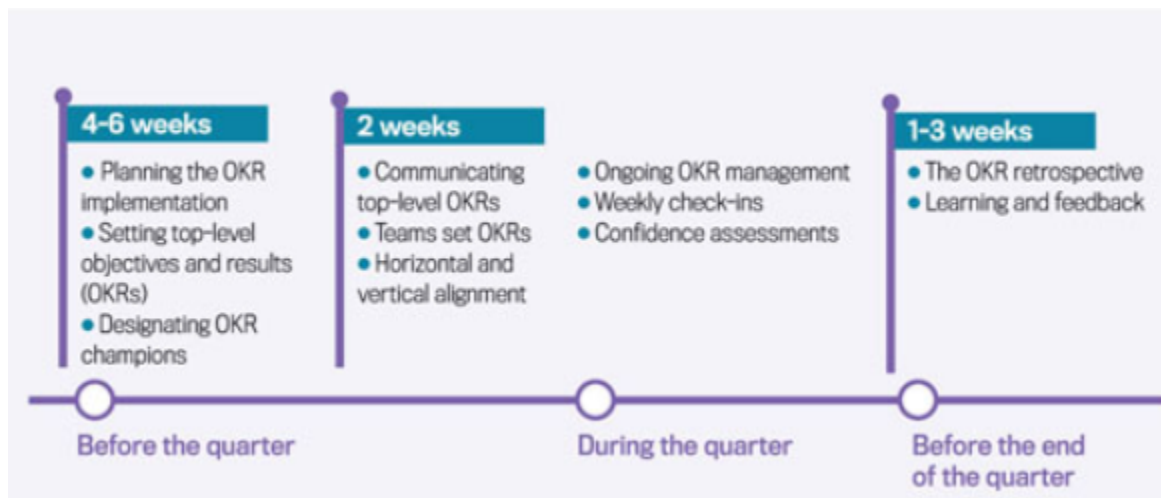 4-6 weeks
● Planning the OKR
implementation
● Setting top-level
objectives and results
(OKRs)
● Designating OKR
champions
2 weeks
● Communicating
top-level OKRs
● Teams set OKRs
● Horizontal and
vertical alignment
● Ongoing OKR management
● Weekly check-ins
● Confidence assessments
1-3 weeks
● The OKR retrospective
● Learning and feedback
Before the quarter
During the quarter
Before the end
of the quarter